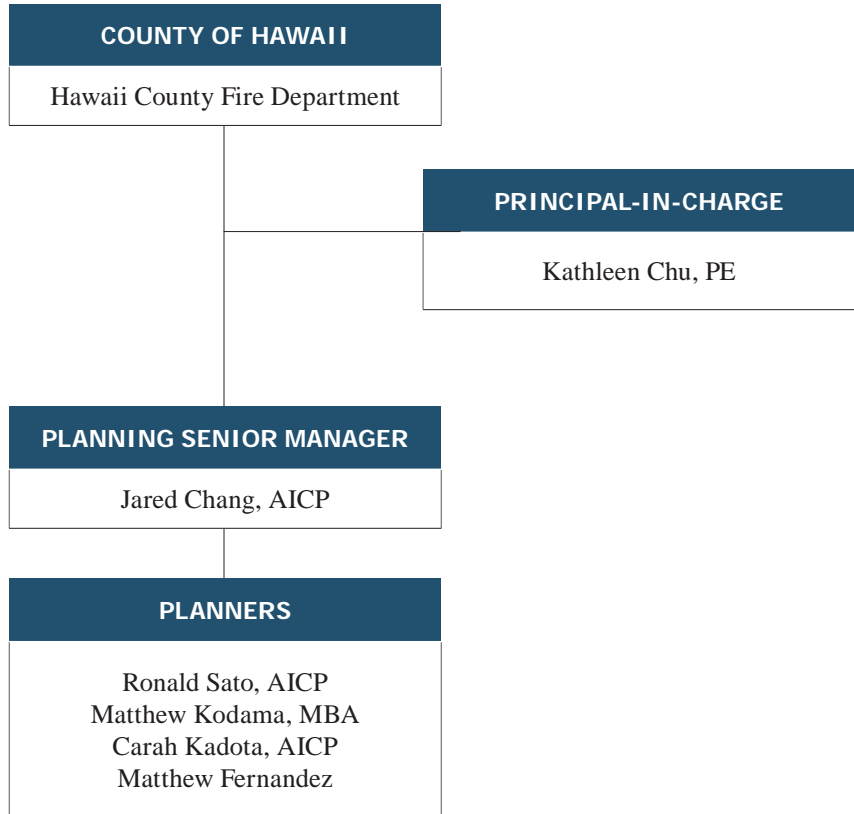 COUNTY OF HAWAII
Hawaii County Fire Department
PRINCIPAL-IN-CHARGE
Kathleen Chu, PE
PLANNING SENIOR MANAGER
Jared Chang, AICP
PLANNERS
Ronald Sato, AICP
Matthew Kodama, MBA
Carah Kadota, AICP
Matthew Fernandez